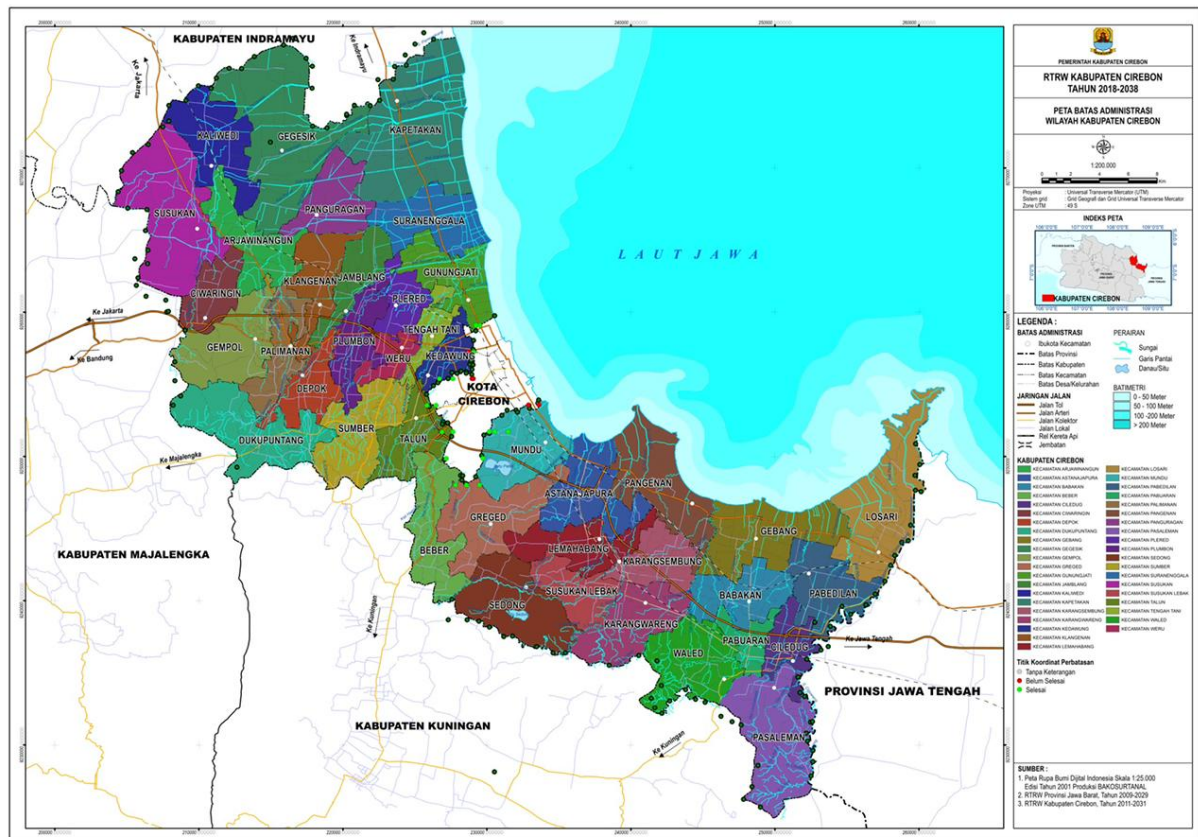 KABUPATEN INDRAMAYU
Ke Jakarta
Ke Indramayu
KALIWEDI
GEGESIK
KAPETAKAN
SUSUKAN
PANGURAGAN
SURANENGGALA
ARJAWINANGUN
LAUT JAWA
KLANGENAN
JAMBLANG
GUNUNGJATI
CIWARINGIN
PLERED
Ke Jakarta
TENGAH TANI
GEMPOL
PALIMANAN
PLUMBON
WERU
KEDAWUNG
Ke Bandung
DEPOK
KOTA
CIREBON
DUKUPUNTANG
SUMBER
TALUN
MUNDU
Ke Majalengka
PANGENAN
ASTANAJAPURA
GREGED
LOSARI
GEBANG
BEBER
LEMAHABANG
KARANGSEMBUNG
KABUPATEN MAJALENGKA
SUSUKAN LEBAK
BABAKAN
PABEDILAN
SEDONG
KARANGWARENG
Ke Kuningan
PABUARAN
CILEDUG
Ke Jawa Tengah
WALED
PROVINSI JAWA TENGAH
KABUPATEN KUNINGAN
Ke Kuningan
PASALEMAN
PEMERINTAH KABUPATEN CIREBON
RTRW KABUPATEN CIREBON
TAHUN 2018-2038
PETA BATAS ADMINISTRASI
WILAYAH KABUPATEN CIREBON
1:200.000
Proyeksi : Universal Transverse Mercator (UTM)
Sistem grid : Grid Geografi dan Grid Universal Transverse Mercator
Zone UTM : 49 S
INDEKS PETA
KABUPATEN CIREBON
LEGENDA :
BATAS ADMINISTRASI
Ibukota Kecamatan
Batas Provinsi
Batas Kabupaten
Batas Kecamatan
Batas Desa/Kelurahan
JARINGAN JALAN
Jalan Tol
Jalan Arteri
Jalan Kolektor
Jalan Lokal
Rel Kereta Api
Jembatan
PERAIRAN
Sungai
Garis Pantai
Danau/Situ
BATIMETRI
0 - 50 Meter
50 - 100 Meter
100 -200 Meter
> 200 Meter
KABUPATEN CIREBON
KECAMATAN ARJAWINANGUN
KECAMATAN ASTANAJAPURA
KECAMATAN BABAKAN
KECAMATAN BEBER
KECAMATAN CILEDUG
KECAMATAN CIWARINGIN
KECAMATAN DEPOK
KECAMATAN DUKUPUNTANG
KECAMATAN GEBANG
KECAMATAN GEGESIK
KECAMATAN GEMPOL
KECAMATAN GREGED
KECAMATAN GUNUNGJATI
KECAMATAN JAMBLANG
KECAMATAN KALIWEDI
KECAMATAN KAPETAKAN
KECAMATAN KARANGSEMBUNG
KECAMATAN KARANGWARENG
KECAMATAN KEDAWUNG
KECAMATAN KLANGENAN
KECAMATAN LEMAHABANG
KECAMATAN LOSARI
KECAMATAN MUNDU
KECAMATAN PABEDILAN
KECAMATAN PABUARAN
KECAMATAN PALIMANAN
KECAMATAN PANGENAN
KECAMATAN PANGURAGAN
KECAMATAN PASALEMAN
KECAMATAN PLERED
KECAMATAN PLUMBON
KECAMATAN SEDONG
KECAMATAN SUMBER
KECAMATAN SURANENGGALA
KECAMATAN SUSUKAN
KECAMATAN SUSUKAN LEBAK
KECAMATAN TALUN
KECAMATAN TENGAH TANI
KECAMATAN WALED
KECAMATAN WERU
Titik Koordinat Perbatasan
Tanpa Keterangan
Belum Selesai
Selesai
SUMBER :
1. Peta Rupa Bumi Dijital Indonesia Skala 1:25.000
Edisi Tahun 2001 Produksi BAKOSURTANAL
2. RTRW Provinsi Jawa Barat, Tahun 2009-2029
3. RTRW Kabupaten Cirebon, Tahun 2011-2031